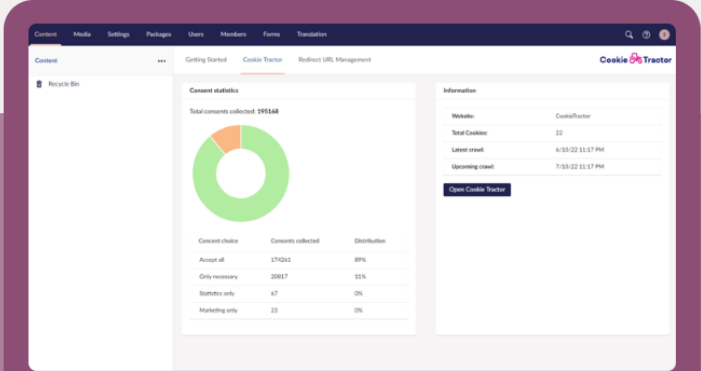 Content Media Settings Packages Users Members Forms Translation
Content
Recycle Bin
Getting Started Cookie Tractor Redirect URL Management
Cookie Tractor
Consent statistics
Total consents collected: 195168
Concent choice Consents collected Distribution
Accept all 174261 89%
Only necessary 20817 11%
Statistics only 67 0%
Marketing only 23 0%
Information
Website: CookieTractor
Total Cookies: 22
Latest crawl: 6/10/22 11:17 PM
Upcoming crawl: 7/10/22 11:17 PM
Open Cookie Tractor